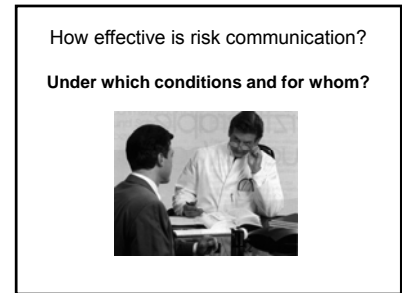 How effective is risk communication?
Under which conditions and for whom?